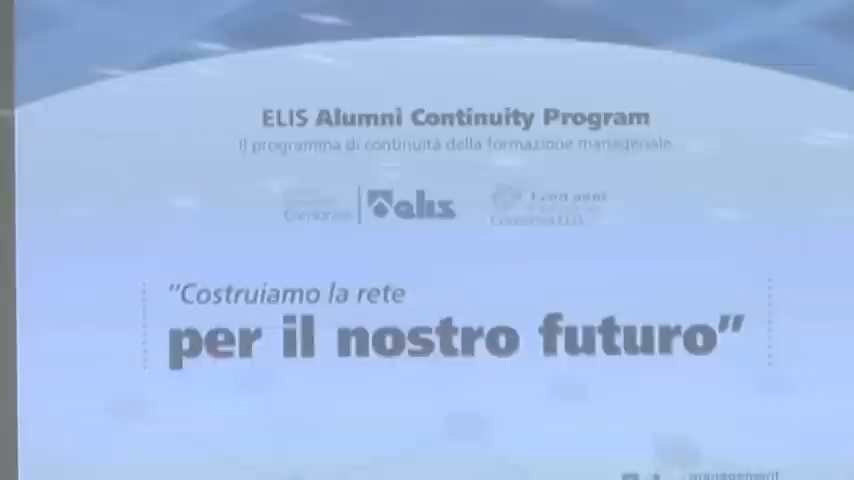 ELIS Alumni Continuity Program
Il programma di continuità della formazione manageriale
elis
"Costruiamo la rete
per il nostro futuro"
management